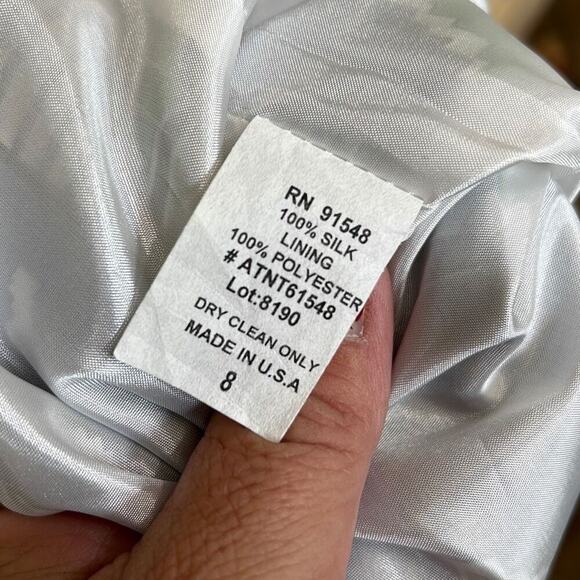 RN 91548
100% SILK
LINING
100% POLYESTER
# ATNT61548
Lot:8190
DRY CLEAN ONLY
MADE IN U.S.A
8